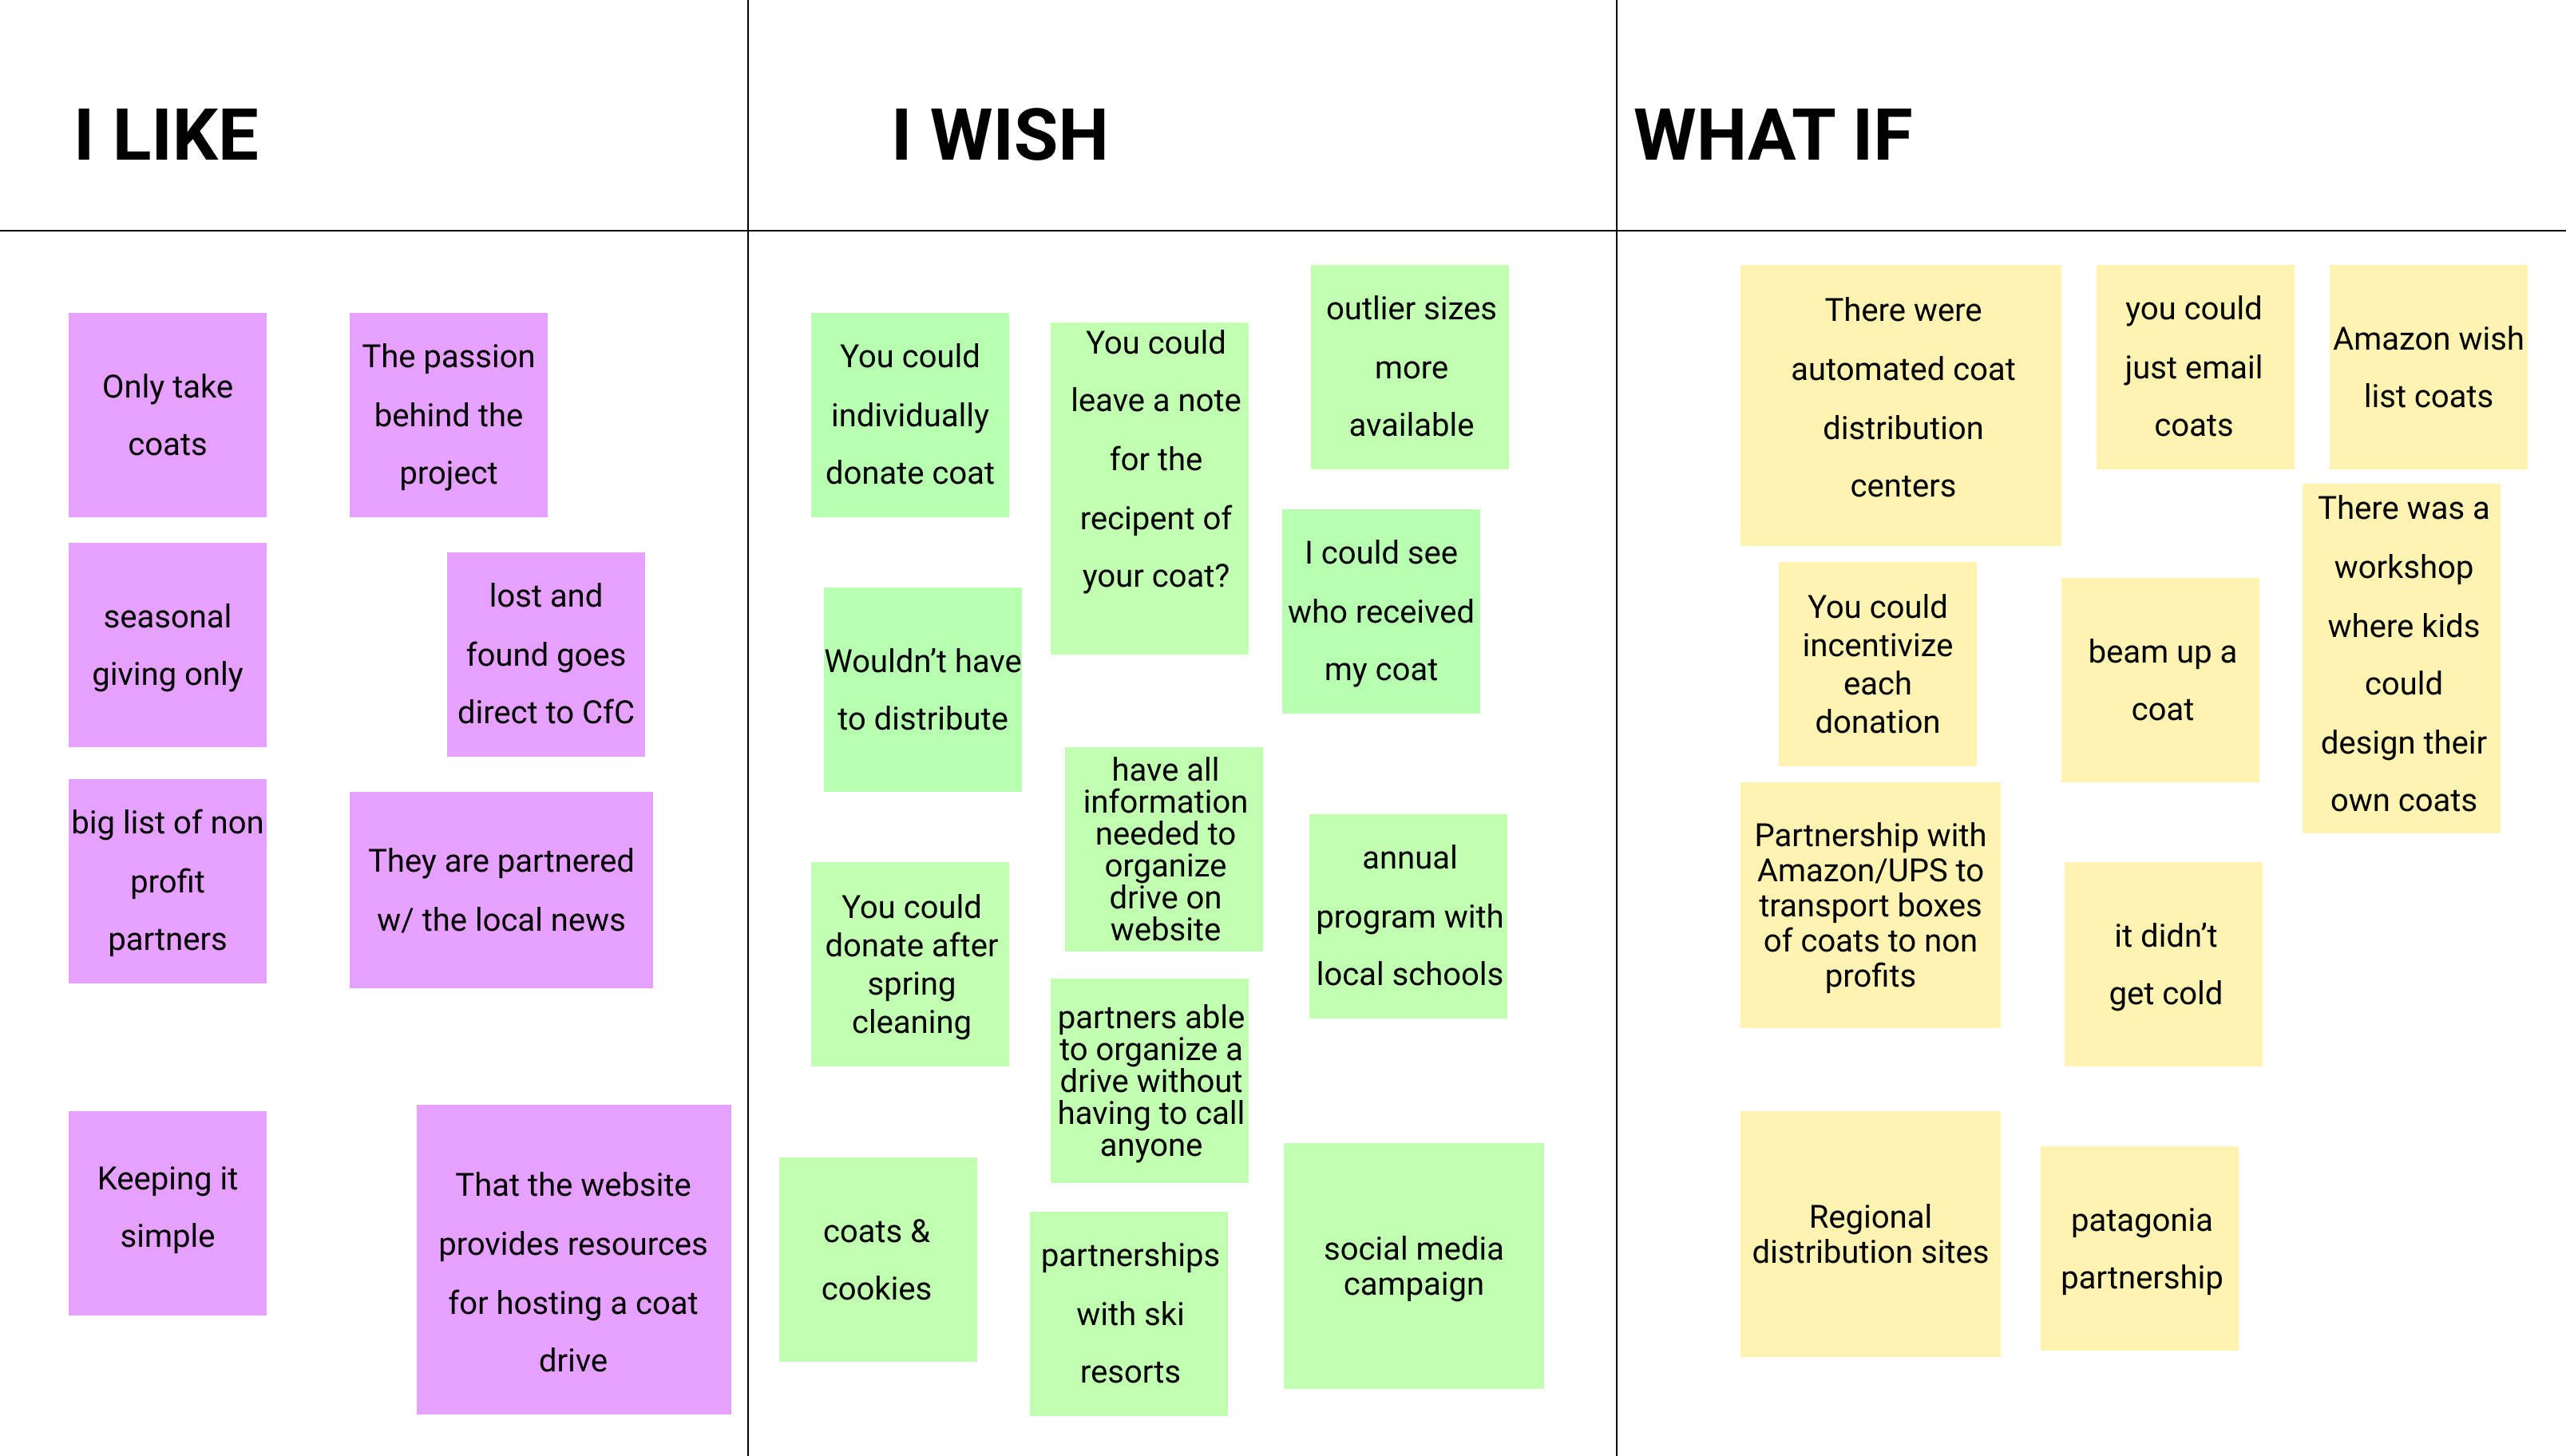 I LIKE
I WISH
WHAT IF
Only take
coats
The passion
behind the
project
seasonal
giving only
lost and
found goes
direct to CfC
big list of non
profit
partners
They are partnered
w/ the local news
Keeping it
simple
That the website
provides resources
for hosting a coat
drive
You could
individually
donate coat
You could
leave a note
for the
recipent of
your coat?
outlier sizes
more
available
I could see
who received
my coat
Wouldn’t have
to distribute
have all
information
needed to
organize
drive on
website
annual
program with
local schools
You could
donate after
spring
cleaning
partners able
to organize a
drive without
having to call
anyone
coats &
cookies
partnerships
with ski
resorts
social media
campaign
There were
automated coat
distribution
centers
you could
just email
coats
Amazon wish
list coats
There was a
workshop
where kids
could
design their
own coats
You could
incentivize
each
donation
beam up a
coat
Partnership with
Amazon/UPS to
transport boxes
of coats to non
profits
it didn’t
get cold
Regional
distribution sites
patagonia
partnership